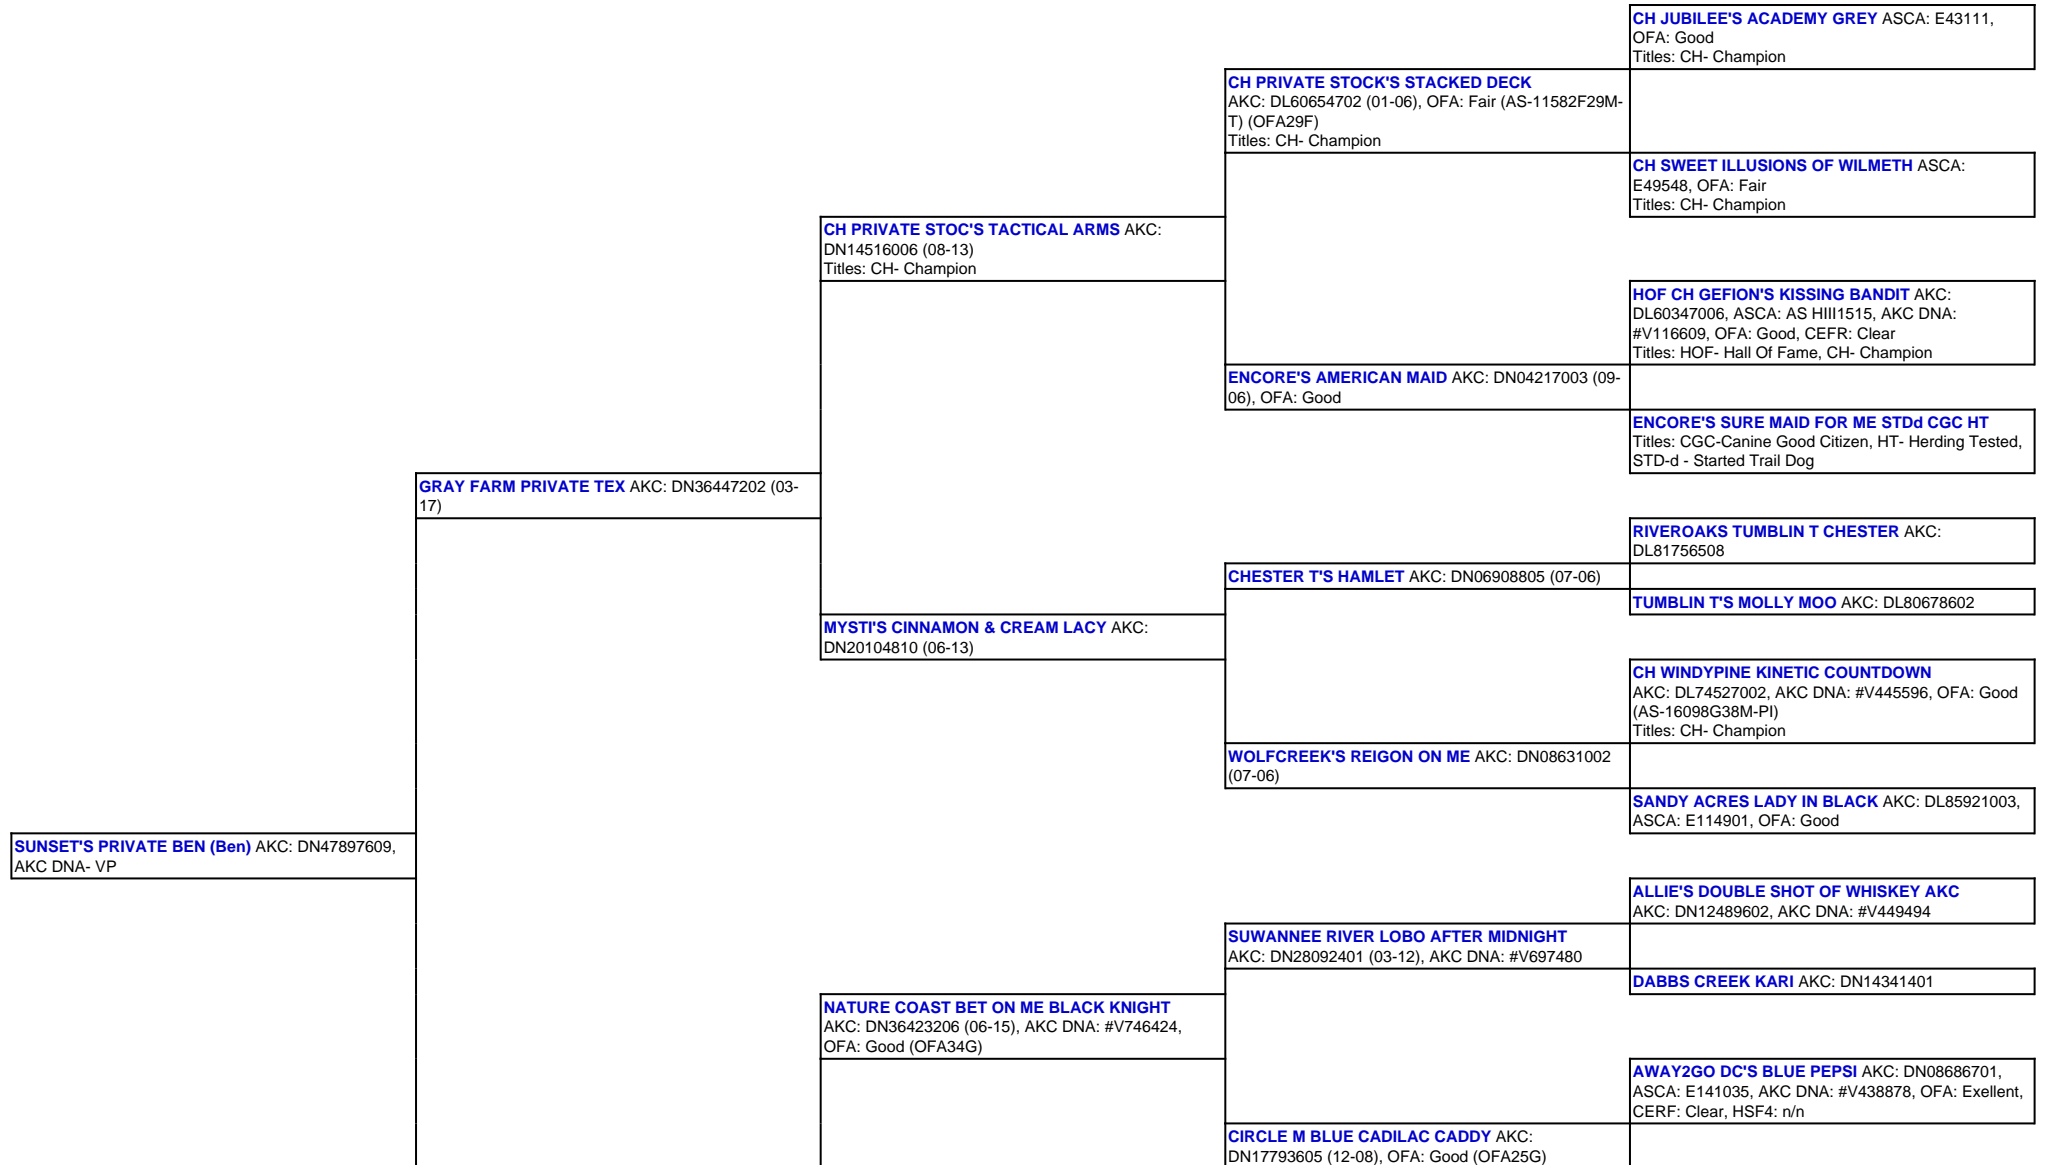 CH JUBILEE'S ACADEMY GREY ASCA: E43111,
OFA: Good
Titles: CH- Champion
CH PRIVATE STOCK'S STACKED DECK
AKC: DL60654702 (01-06), OFA: Fair (AS-11582F29M-
T) (OFA29F)
Titles: CH- Champion
CH SWEET ILLUSIONS OF WILMETH ASCA:
E49548, OFA: Fair
Titles: CH- Champion
CH PRIVATE STOC'S TACTICAL ARMS AKC:
DN14516006 (08-13)
Titles: CH- Champion
HOF CH GEFION'S KISSING BANDIT AKC:
DL60347006, ASCA: AS HIII1515, AKC DNA:
#V116609, OFA: Good, CEFR: Clear
Titles: HOF- Hall Of Fame, CH- Champion
ENCORE'S AMERICAN MAID AKC: DN04217003 (09-
06), OFA: Good
ENCORE'S SURE MAID FOR ME STDd CGC HT
Titles: CGC-Canine Good Citizen, HT- Herding Tested,
STD-d - Started Trail Dog
GRAY FARM PRIVATE TEX AKC: DN36447202 (03-
17)
RIVEROAKS TUMBLIN T CHESTER AKC:
DL81756508
CHESTER T'S HAMLET AKC: DN06908805 (07-06)
TUMBLIN T'S MOLLY MOO AKC: DL80678602
MYSTI'S CINNAMON & CREAM LACY AKC:
DN20104810 (06-13)
CH WINDYPINE KINETIC COUNTDOWN
AKC: DL74527002, AKC DNA: #V445596, OFA: Good
(AS-16098G38M-PI)
Titles: CH- Champion
WOLFCREEK'S REIGON ON ME AKC: DN08631002
(07-06)
SANDY ACRES LADY IN BLACK AKC: DL85921003,
ASCA: E114901, OFA: Good
SUNSET'S PRIVATE BEN (Ben) AKC: DN47897609,
AKC DNA- VP
ALLIE'S DOUBLE SHOT OF WHISKEY AKC
AKC: DN12489602, AKC DNA: #V449494
SUWANNEE RIVER LOBO AFTER MIDNIGHT
AKC: DN28092401 (03-12), AKC DNA: #V697480
DABBS CREEK KARI AKC: DN14341401
NATURE COAST BET ON ME BLACK KNIGHT
AKC: DN36423206 (06-15), AKC DNA: #V746424,
OFA: Good (OFA34G)
AWAY2GO DC'S BLUE PEPSI AKC: DN08686701,
ASCA: E141035, AKC DNA: #V438878, OFA: Exellent,
CERF: Clear, HSF4: n/n
CIRCLE M BLUE CADILAC CADDY AKC:
DN17793605 (12-08), OFA: Good (OFA25G)